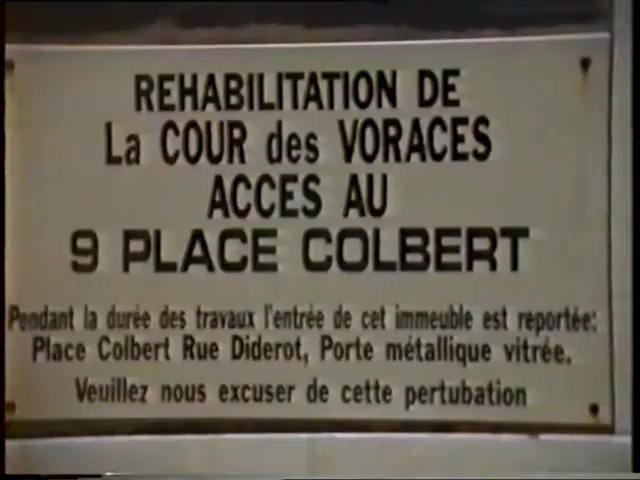 REHABILITATION DE
La COUR des VORACES
ACCES AU
9 PLACE COLBERT
Pendant la durée des travaux l'entrée de cet immeuble est reportée:
Place Colbert Rue Diderot, Porte métallique vitrée.
Veuillez nous excuser de cette pertubation